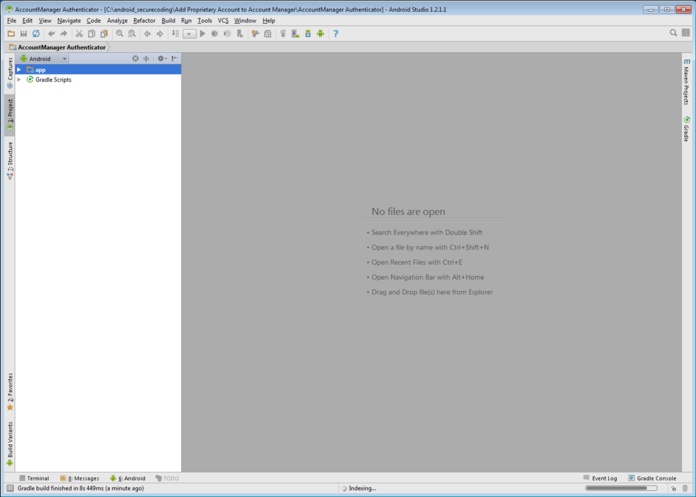 AccountManager Authenticator - [C:\android_securecoding\Add Proprietary Account to Account Manager\AccountManager Authenticator] - Android Studio 1.2.1.1
File Edit View Navigate Code Analyze Refactor Build Run Tools VCS Window Help
AccountManager Authenticator
Android
app
Gradle Scripts
Captures
1: Project
7: Structure
2: Favorites
Build Variants
Maven Projects
Gradle
No files are open
• Search Everywhere with Double Shift
• Open a file by name with Ctrl+Shift+N
• Open Recent Files with Ctrl+E
• Open Navigation Bar with Alt+Home
• Drag and Drop file(s) here from Explorer
Terminal 0: Messages 6: Android TODO Event Log Gradle Console
Gradle build finished in 8s 449ms (a minute ago) Indexing...